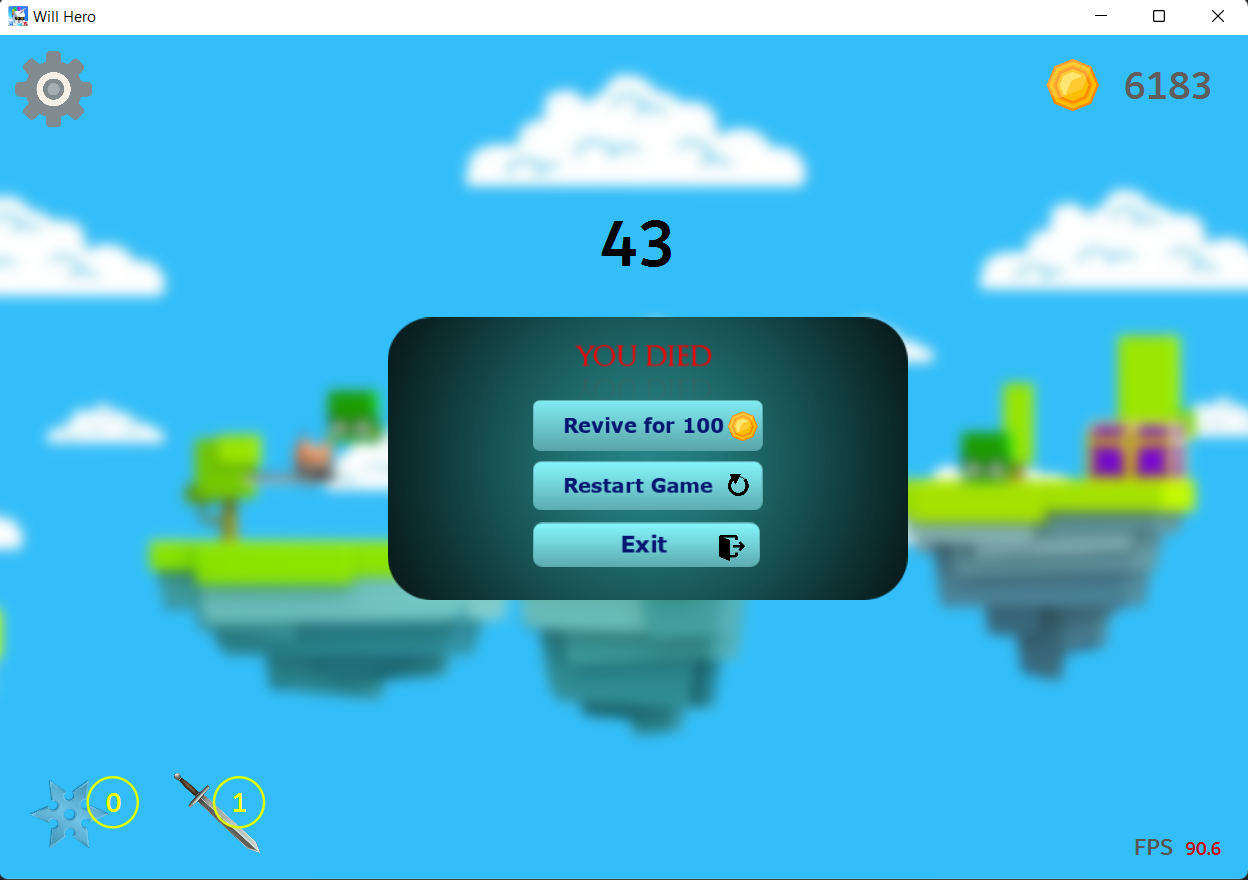 Will Hero
6183
43
YOU DIED
Revive for 100
Restart Game
Exit
0
1
FPS 90.6